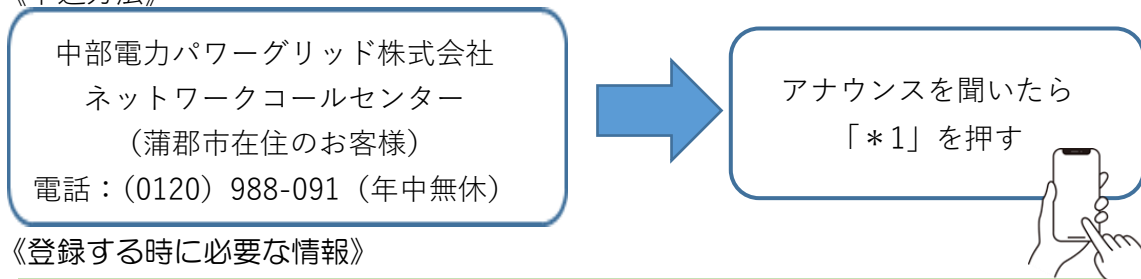 中部電力パワーグリッド株式会社
ネットワークコールセンター
（蒲郡市在住のお客様）
電話：（0120）988-091（年中無休）
アナウンスを聞いたら
「＊1」を押す
《登録する時に必要な情報》